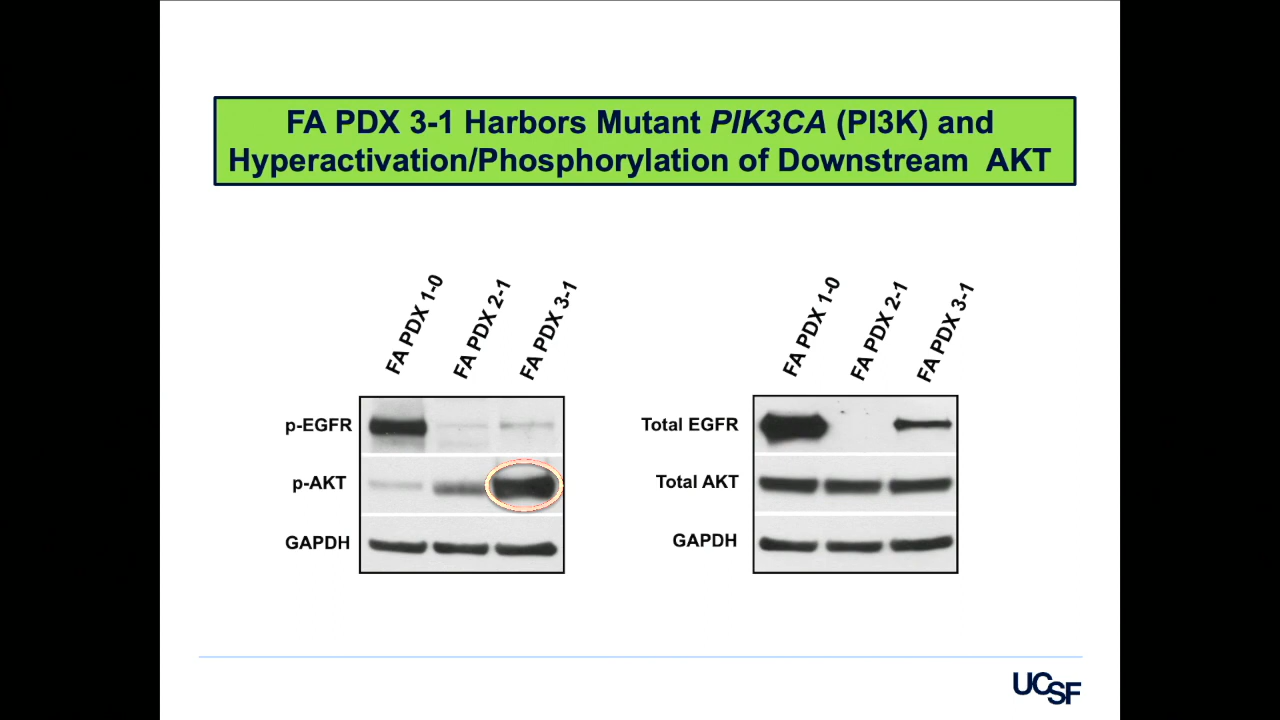 FA PDX 3-1 Harbors Mutant PIK3CA (PI3K) and
Hyperactivation/Phosphorylation of Downstream AKT
FA PDX 1-0
FA PDX 2-1
FA PDX 3-1
p-EGFR
p-AKT
GAPDH
FA PDX 1-0
FA PDX 2-1
FA PDX 3-1
Total EGFR
Total AKT
GAPDH
UCSF